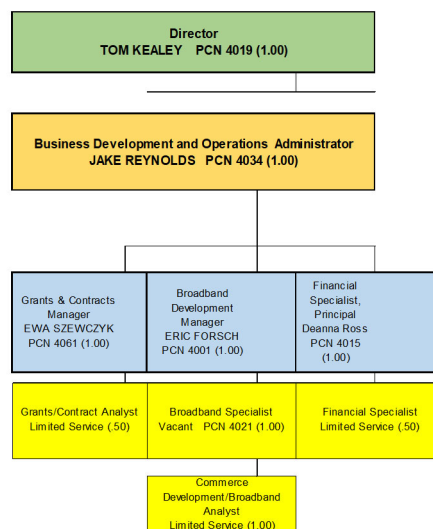 Director
TOM KEALEY PCN 4019 (1.00)
Business Development and Operations Administrator
JAKE REYNOLDS PCN 4034 (1.00)
Grants & Contracts
Manager
EWA SZEWCZYK
PCN 4061 (1.00)
Broadband
Development
Manager
ERIC FORSCH
PCN 4001 (1.00)
Financial
Specialist,
Principal
Deanna Ross
PCN 4015
(1.00)
Grants/Contract Analyst
Limited Service (.50)
Broadband Specialist
Vacant PCN 4021 (1.00)
Financial Specialist
Limited Service (.50)
Commerce
Development/Broadband
Analyst
Limited Service (1.00)